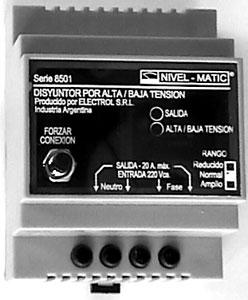 Serie 8501
NIVEL - MATIC
DISYUNTOR POR ALTA / BAJA TENSION
Producido por ELECTROL S.R.L.
Industria Argentina
SALIDA
ALTA / BAJA TENSION
FORZAR
CONEXION
RANGO
Reducido
Normal
Amplio
SALIDA - 20 A. máx.
ENTRADA 220 Vca.
Neutro
Fase